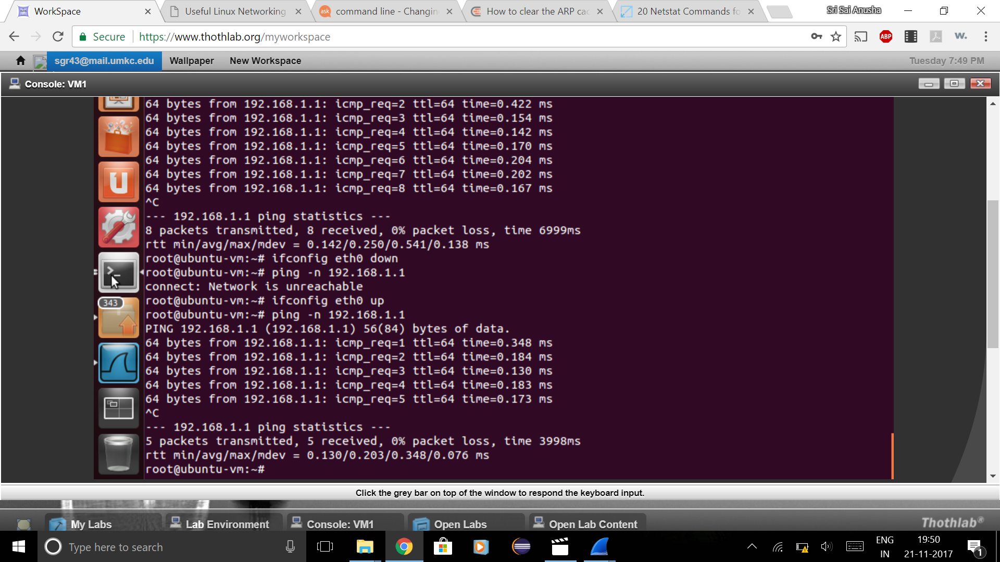 WorkSpace
Useful Linux Networking
ask command line - Changin
How to clear the ARP cac
20 Netstat Commands fo
Sri Sai Anusha
Secure https://www.thothlab.org/myworkspace
ABP
w.
sgr43@mail.umkc.edu Wallpaper New Workspace Tuesday 7:49 PM
Console: VM1
64 bytes from 192.168.1.1: icmp_req=2 ttl=64 time=0.422 ms
64 bytes from 192.168.1.1: icmp_req=3 ttl=64 time=0.154 ms
64 bytes from 192.168.1.1: icmp_req=4 ttl=64 time=0.142 ms
64 bytes from 192.168.1.1: icmp_req=5 ttl=64 time=0.170 ms
64 bytes from 192.168.1.1: icmp_req=6 ttl=64 time=0.204 ms
64 bytes from 192.168.1.1: icmp_req=7 ttl=64 time=0.202 ms
64 bytes from 192.168.1.1: icmp_req=8 ttl=64 time=0.167 ms
^C
--- 192.168.1.1 ping statistics ---
8 packets transmitted, 8 received, 0% packet loss, time 6999ms
rtt min/avg/max/mdev = 0.142/0.250/0.541/0.138 ms
root@ubuntu-vm:~# ifconfig eth0 down
root@ubuntu-vm:~# ping -n 192.168.1.1
connect: Network is unreachable
root@ubuntu-vm:~# ifconfig eth0 up
root@ubuntu-vm:~# ping -n 192.168.1.1
PING 192.168.1.1 (192.168.1.1) 56(84) bytes of data.
64 bytes from 192.168.1.1: icmp_req=1 ttl=64 time=0.348 ms
64 bytes from 192.168.1.1: icmp_req=2 ttl=64 time=0.184 ms
64 bytes from 192.168.1.1: icmp_req=3 ttl=64 time=0.130 ms
64 bytes from 192.168.1.1: icmp_req=4 ttl=64 time=0.183 ms
64 bytes from 192.168.1.1: icmp_req=5 ttl=64 time=0.173 ms
^C
--- 192.168.1.1 ping statistics ---
5 packets transmitted, 5 received, 0% packet loss, time 3998ms
rtt min/avg/max/mdev = 0.130/0.203/0.348/0.076 ms
root@ubuntu-vm:~#
U
343
Click the grey bar on top of the window to respond the keyboard input.
My Labs
Lab Environment
Console: VM1
Open Labs
Open Lab Content
Thothlab®
Type here to search
ENG
IN
19:50
21-11-2017
1